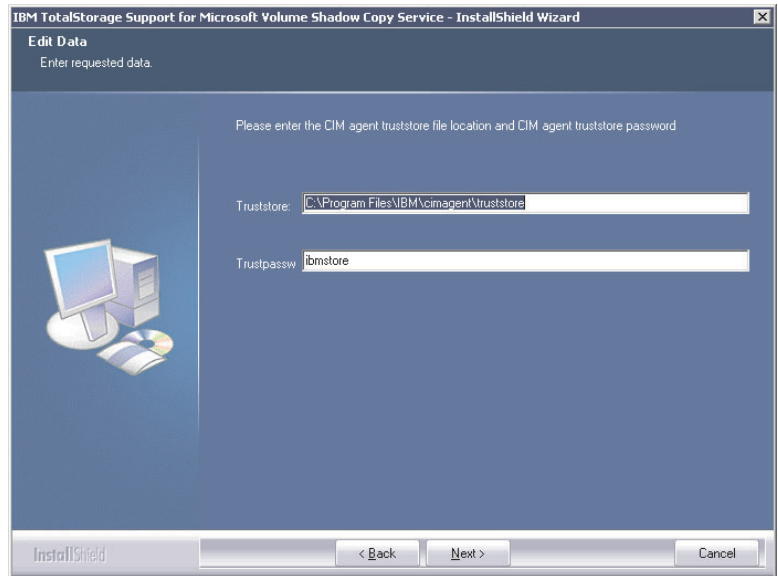 IBM TotalStorage Support for Microsoft Volume Shadow Copy Service - InstallShield Wizard
Edit Data
Enter requested data.
Please enter the CIM agent truststore file location and CIM agent truststore password
Truststore: C:\Program Files\IBM\cimagent\truststore
Trustpassw ibmstore
InstallShield
< Back Next > Cancel